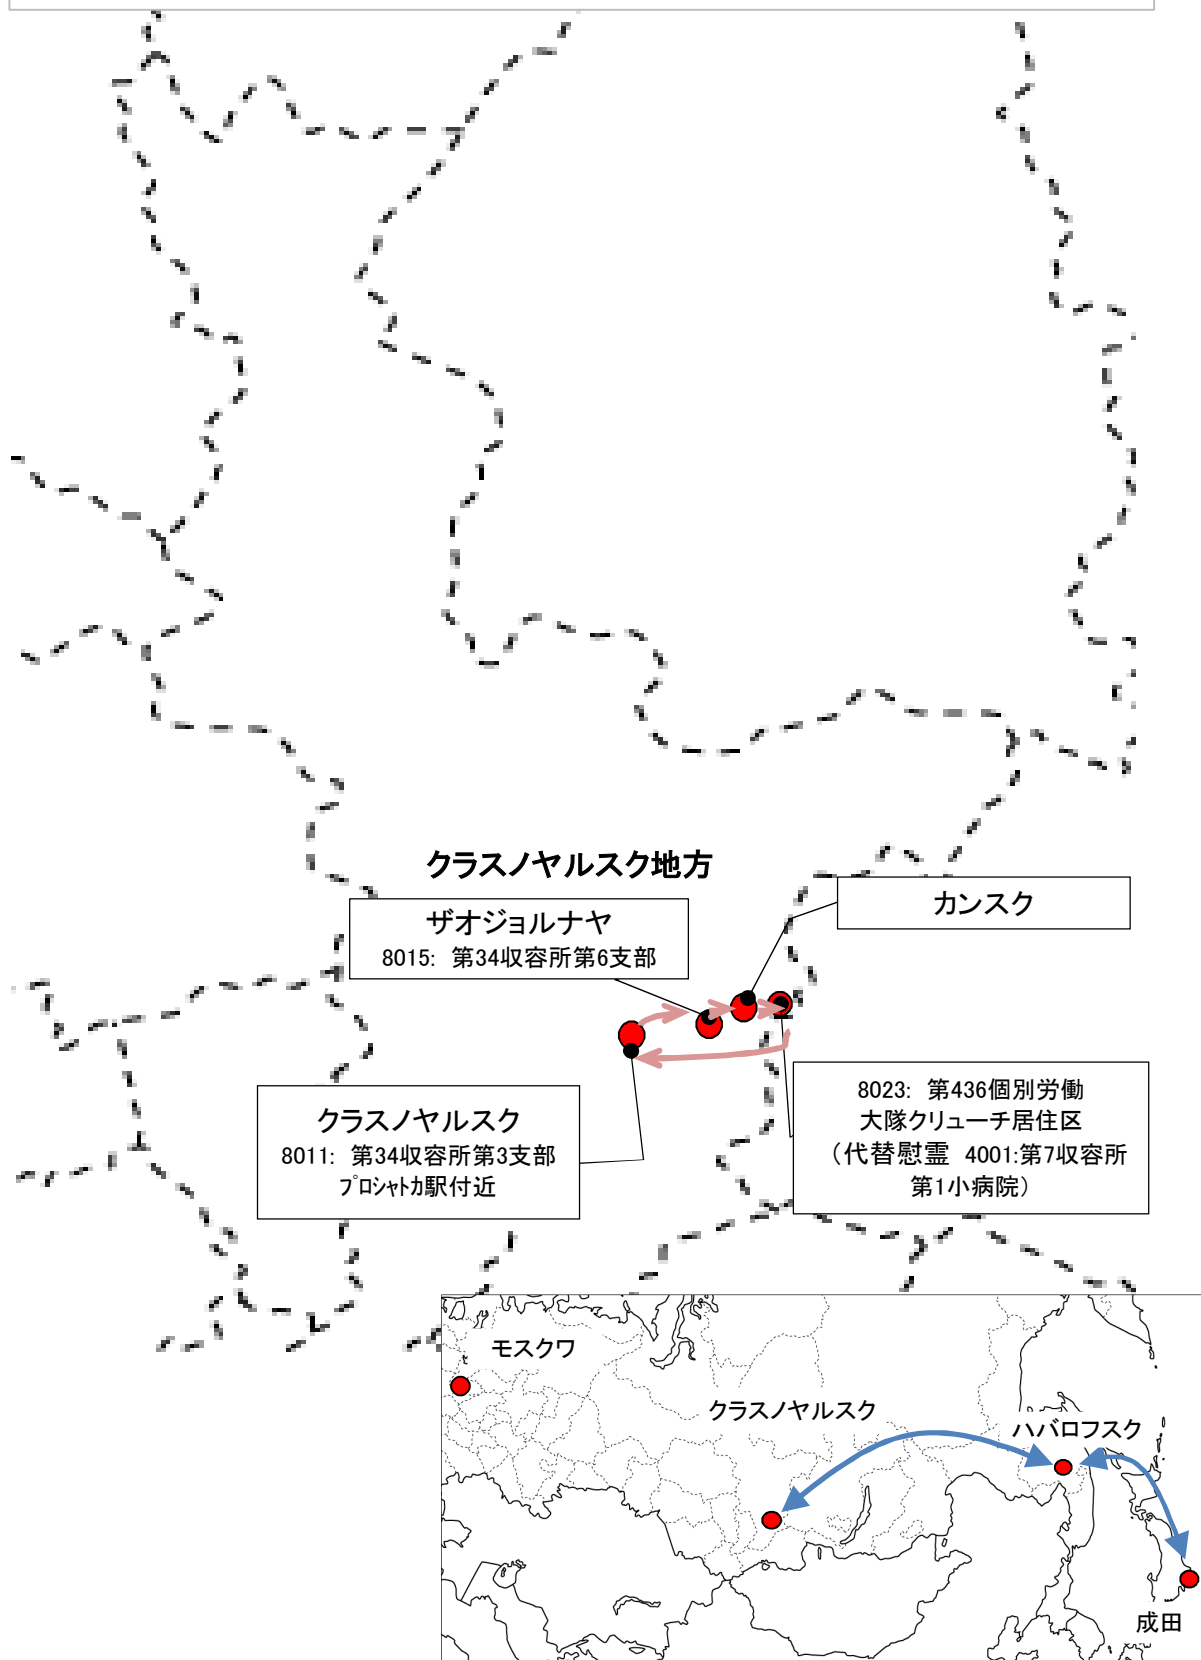 クラスノヤルスク地方
ザオジョルナヤ
8015: 第34収容所第6支部
カンスク
クラスノヤルスク
8011: 第34収容所第3支部
ﾌﾟﾛｼｬﾄｶ駅付近
8023: 第436個別労働
大隊クリューチ居住区
（代替慰霊 4001:第7収容所
第1小病院）
モスクワ
クラスノヤルスク
ハバロフスク
成田